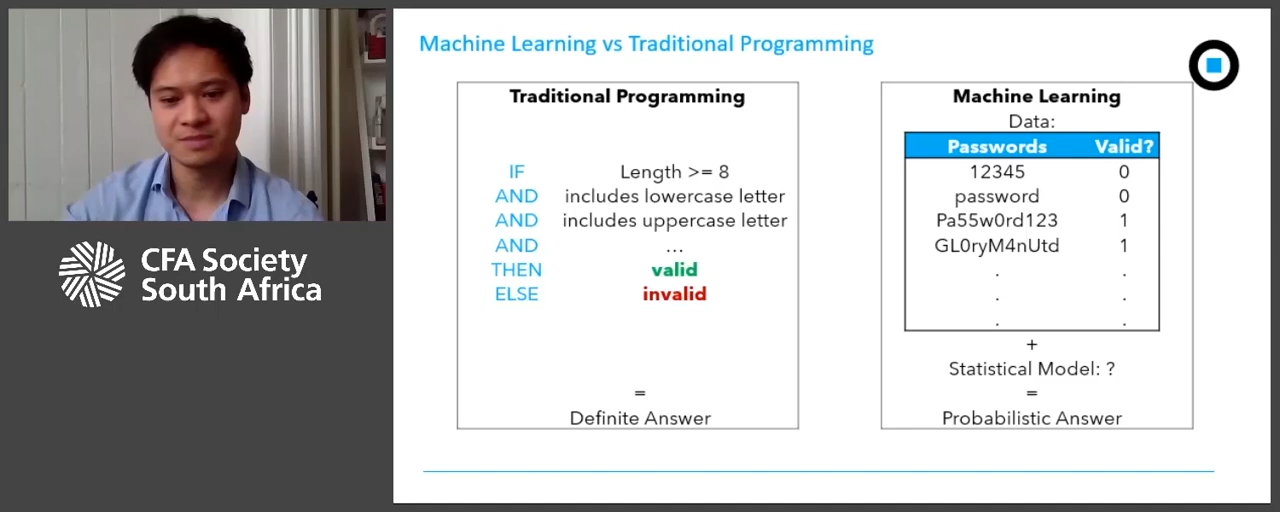 CFA Society
South Africa
Machine Learning vs Traditional Programming
Traditional Programming
IF Length >= 8
AND includes lowercase letter
AND includes uppercase letter
AND ...
THEN valid
ELSE invalid
=
Definite Answer
Machine Learning
Data:
Passwords Valid?
12345 0
password 0
Pa55w0rd123 1
GL0ryM4nUtd 1
. .
. .
. .
+
Statistical Model: ?
=
Probabilistic Answer